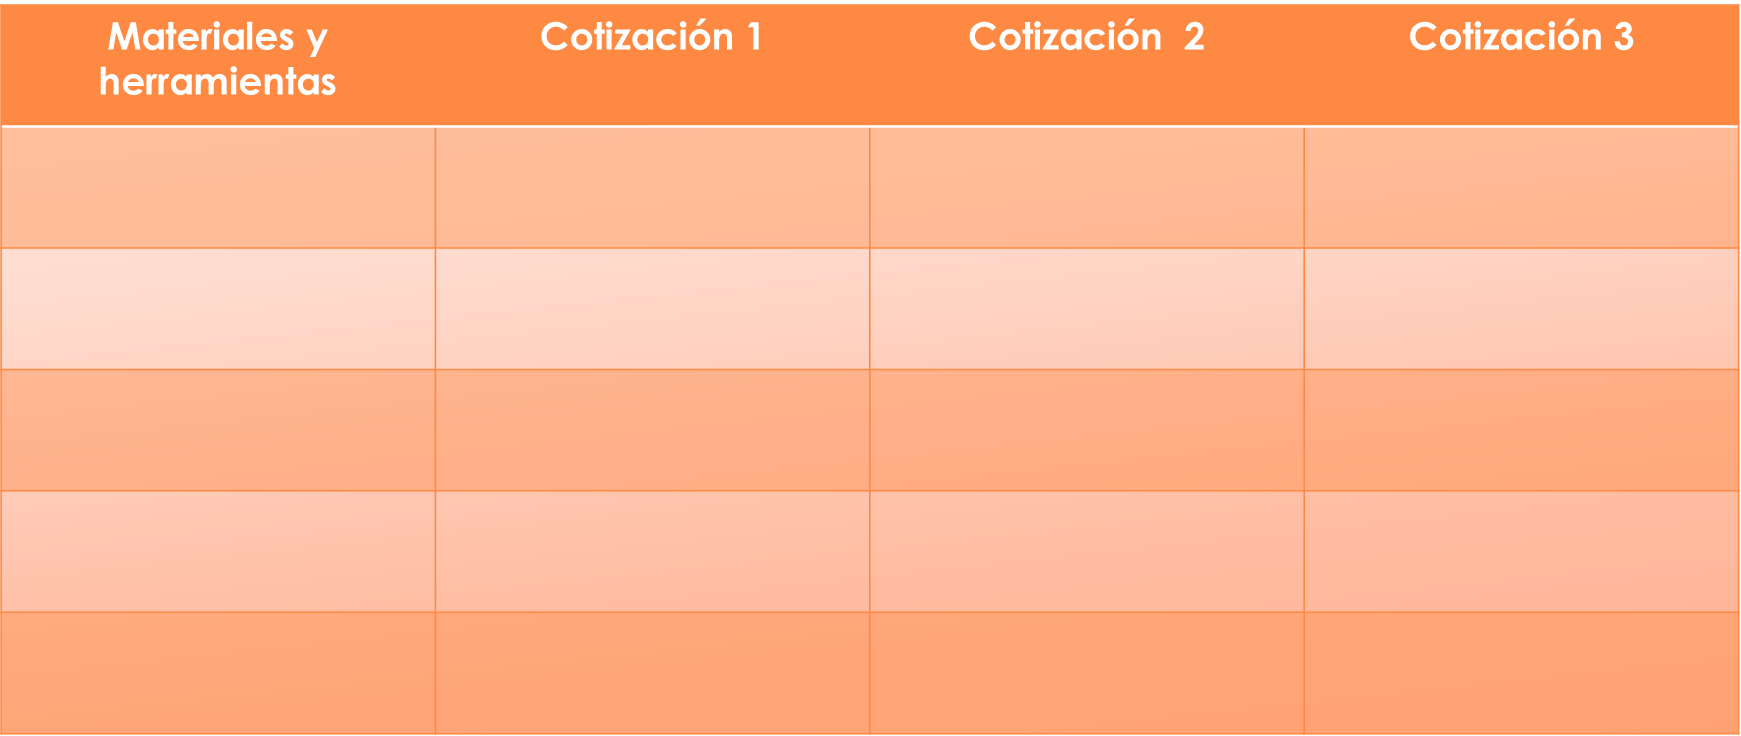 Materiales y
herramientas
Cotización 1
Cotización  2
Cotización 3